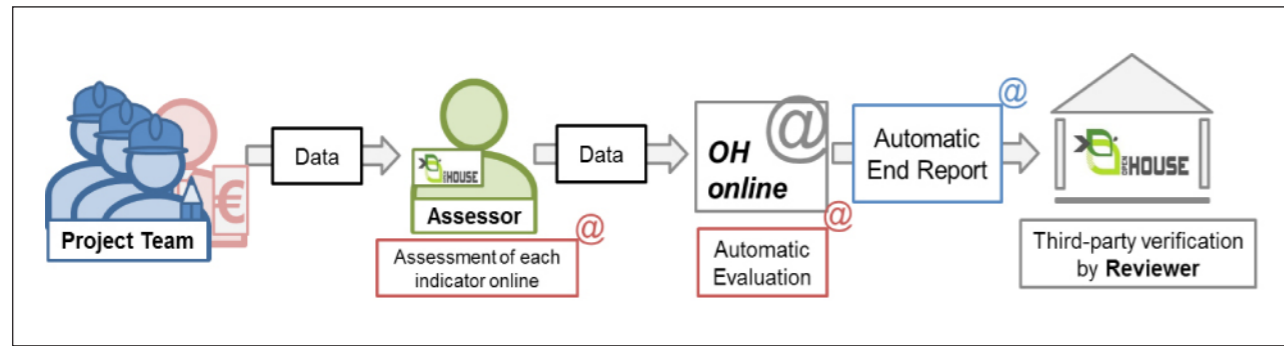 €
Project Team
Data
HOUSE
Assessor
@
Assessment of each
indicator online
Data
@
OH
online
@
Automatic
Evaluation
@
Automatic
End Report
OPEN
HOUSE
Third-party verification
by Reviewer